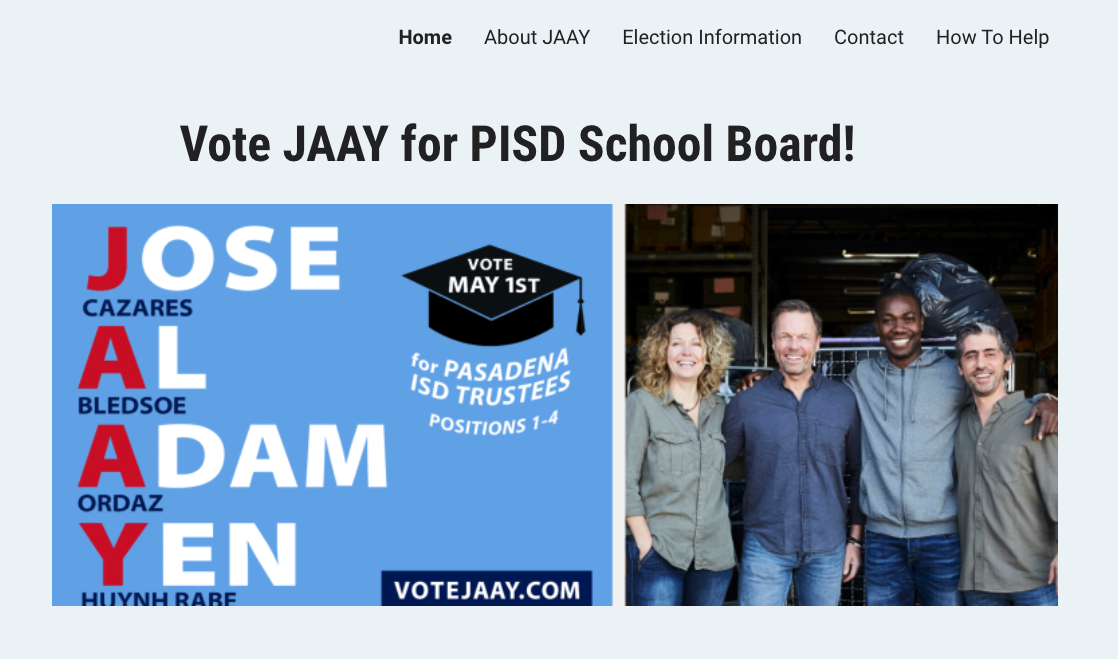 Home About JAAY Election Information Contact How To Help
Vote JAAY for PISD School Board!
JOSE
CAZARES
AL
BLEDSOE
ADAM
ORDAZ
YEN
HUYNH RABE
VOTE
MAY 1ST
for PASADENA
ISD TRUSTEES
POSITIONS 1-4
VOTEJAAY.COM